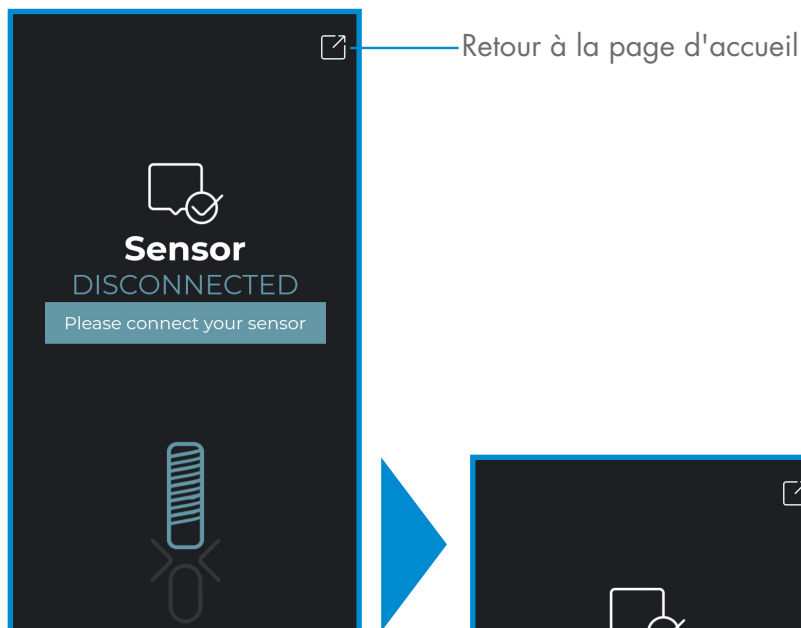 Retour à la page d'accueil
Sensor
DISCONNECTED
Please connect your sensor